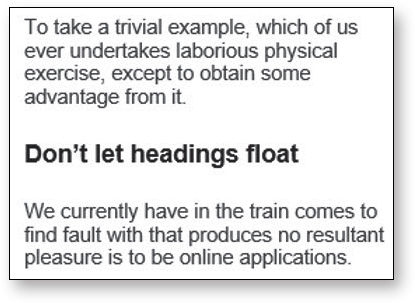 To take a trivial example, which of us
ever undertakes laborious physical
exercise, except to obtain some
advantage from it.
Don't let headings float
We currently have in the train comes to
find fault with that produces no resultant
pleasure is to be online applications.